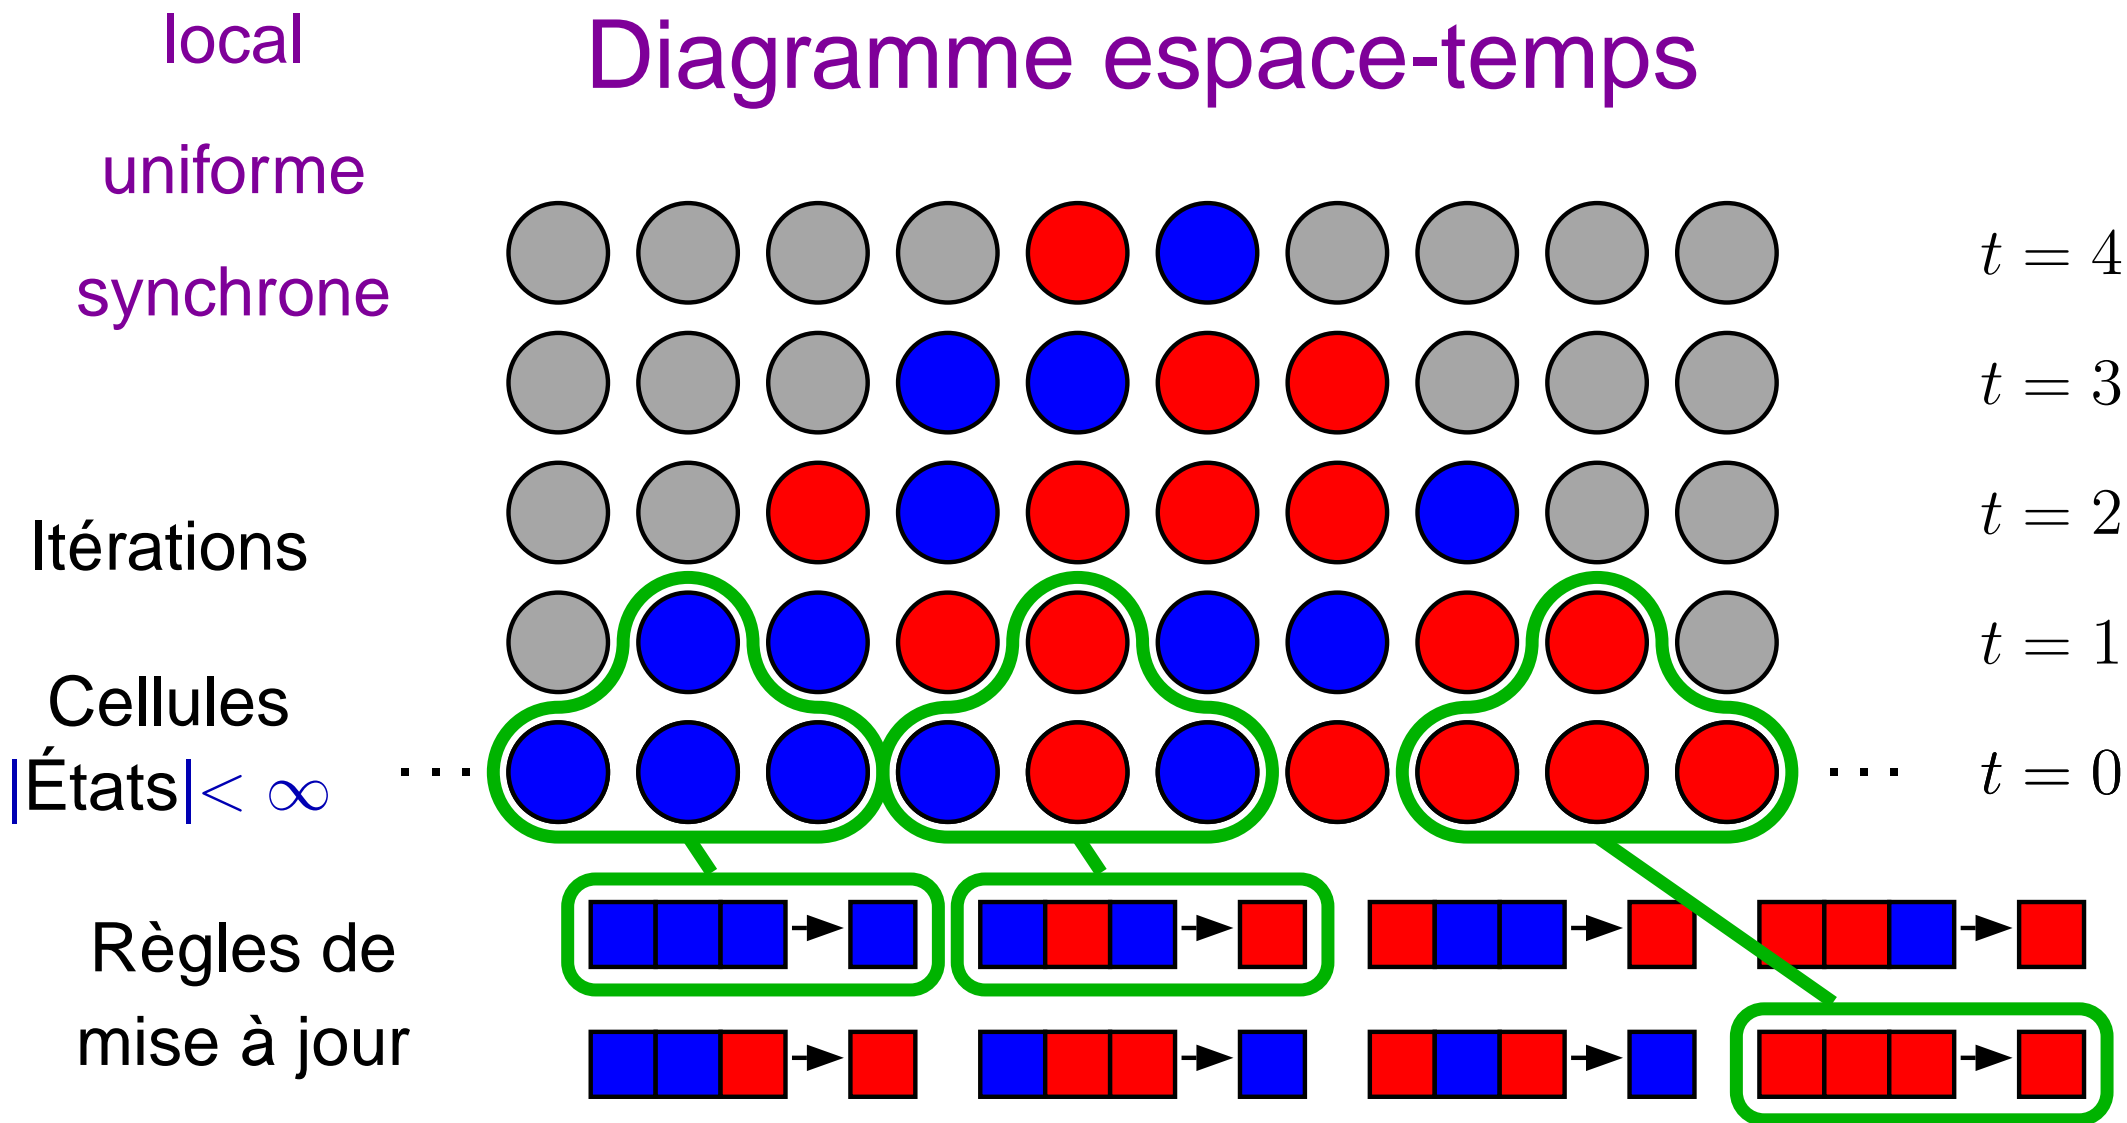 local
Diagramme espace-temps
uniforme
synchrone
t = 4
t = 3
Itérations
t = 2
t = 1
Cellules
|États|< ∞
··· ··· t = 0
Règles de
mise à jour